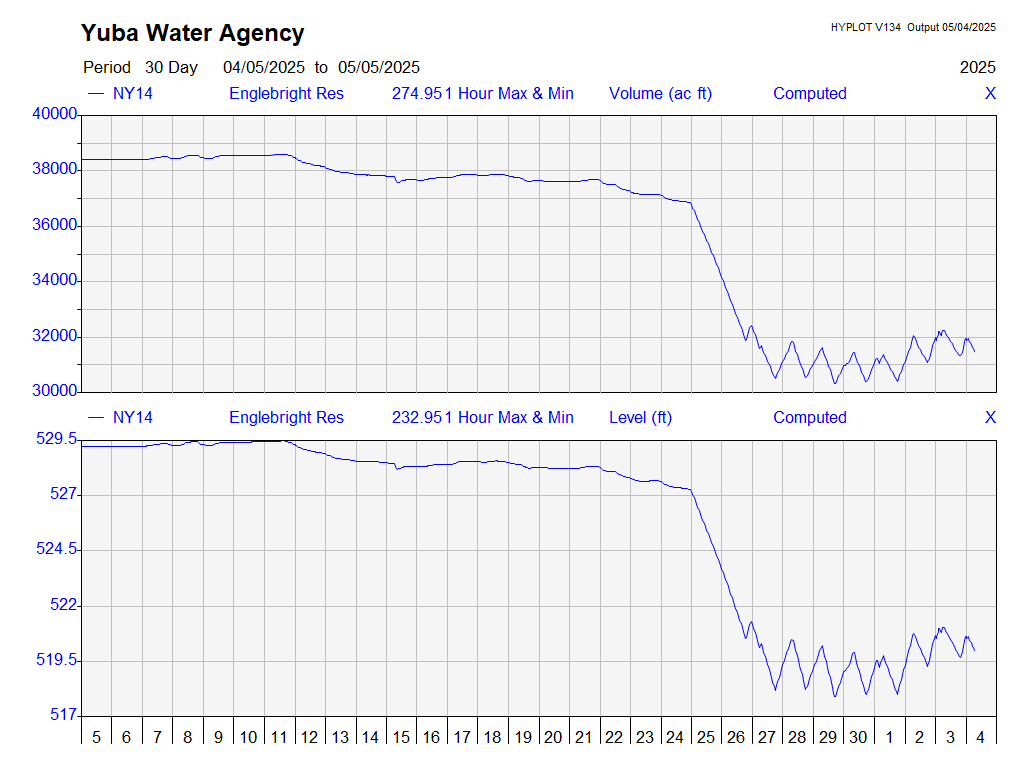 Yuba Water Agency
HYPLOT V134 Output 05/04/2025
Period 30 Day 04/05/2025 to 05/05/2025
2025
NY14 Englebright Res 274.951 Hour Max & Min Volume (ac ft) Computed X
40000
38000
36000
34000
32000
30000
NY14 Englebright Res 232.951 Hour Max & Min Level (ft) Computed X
529.5
527
524.5
522
519.5
517
5 6 7 8 9 10 11 12 13 14 15 16 17 18 19 20 21 22 23 24 25 26 27 28 29 30 1 2 3 4